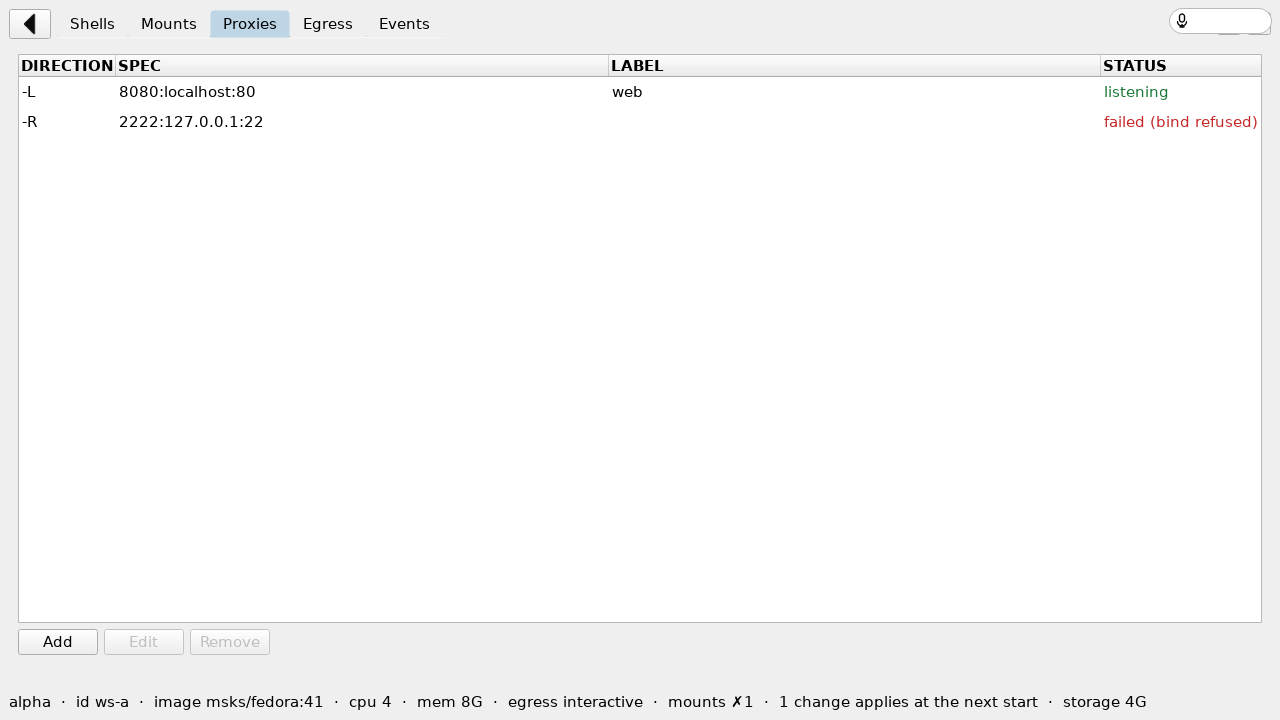 Shells Mounts Proxies Egress Events
DIRECTION SPEC LABEL STATUS
-L 8080:localhost:80 web listening
-R 2222:127.0.0.1:22 failed (bind refused)
Add Edit Remove
alpha · id ws-a · image msks/fedora:41 · cpu 4 · mem 8G · egress interactive · mounts ✗1 · 1 change applies at the next start · storage 4G